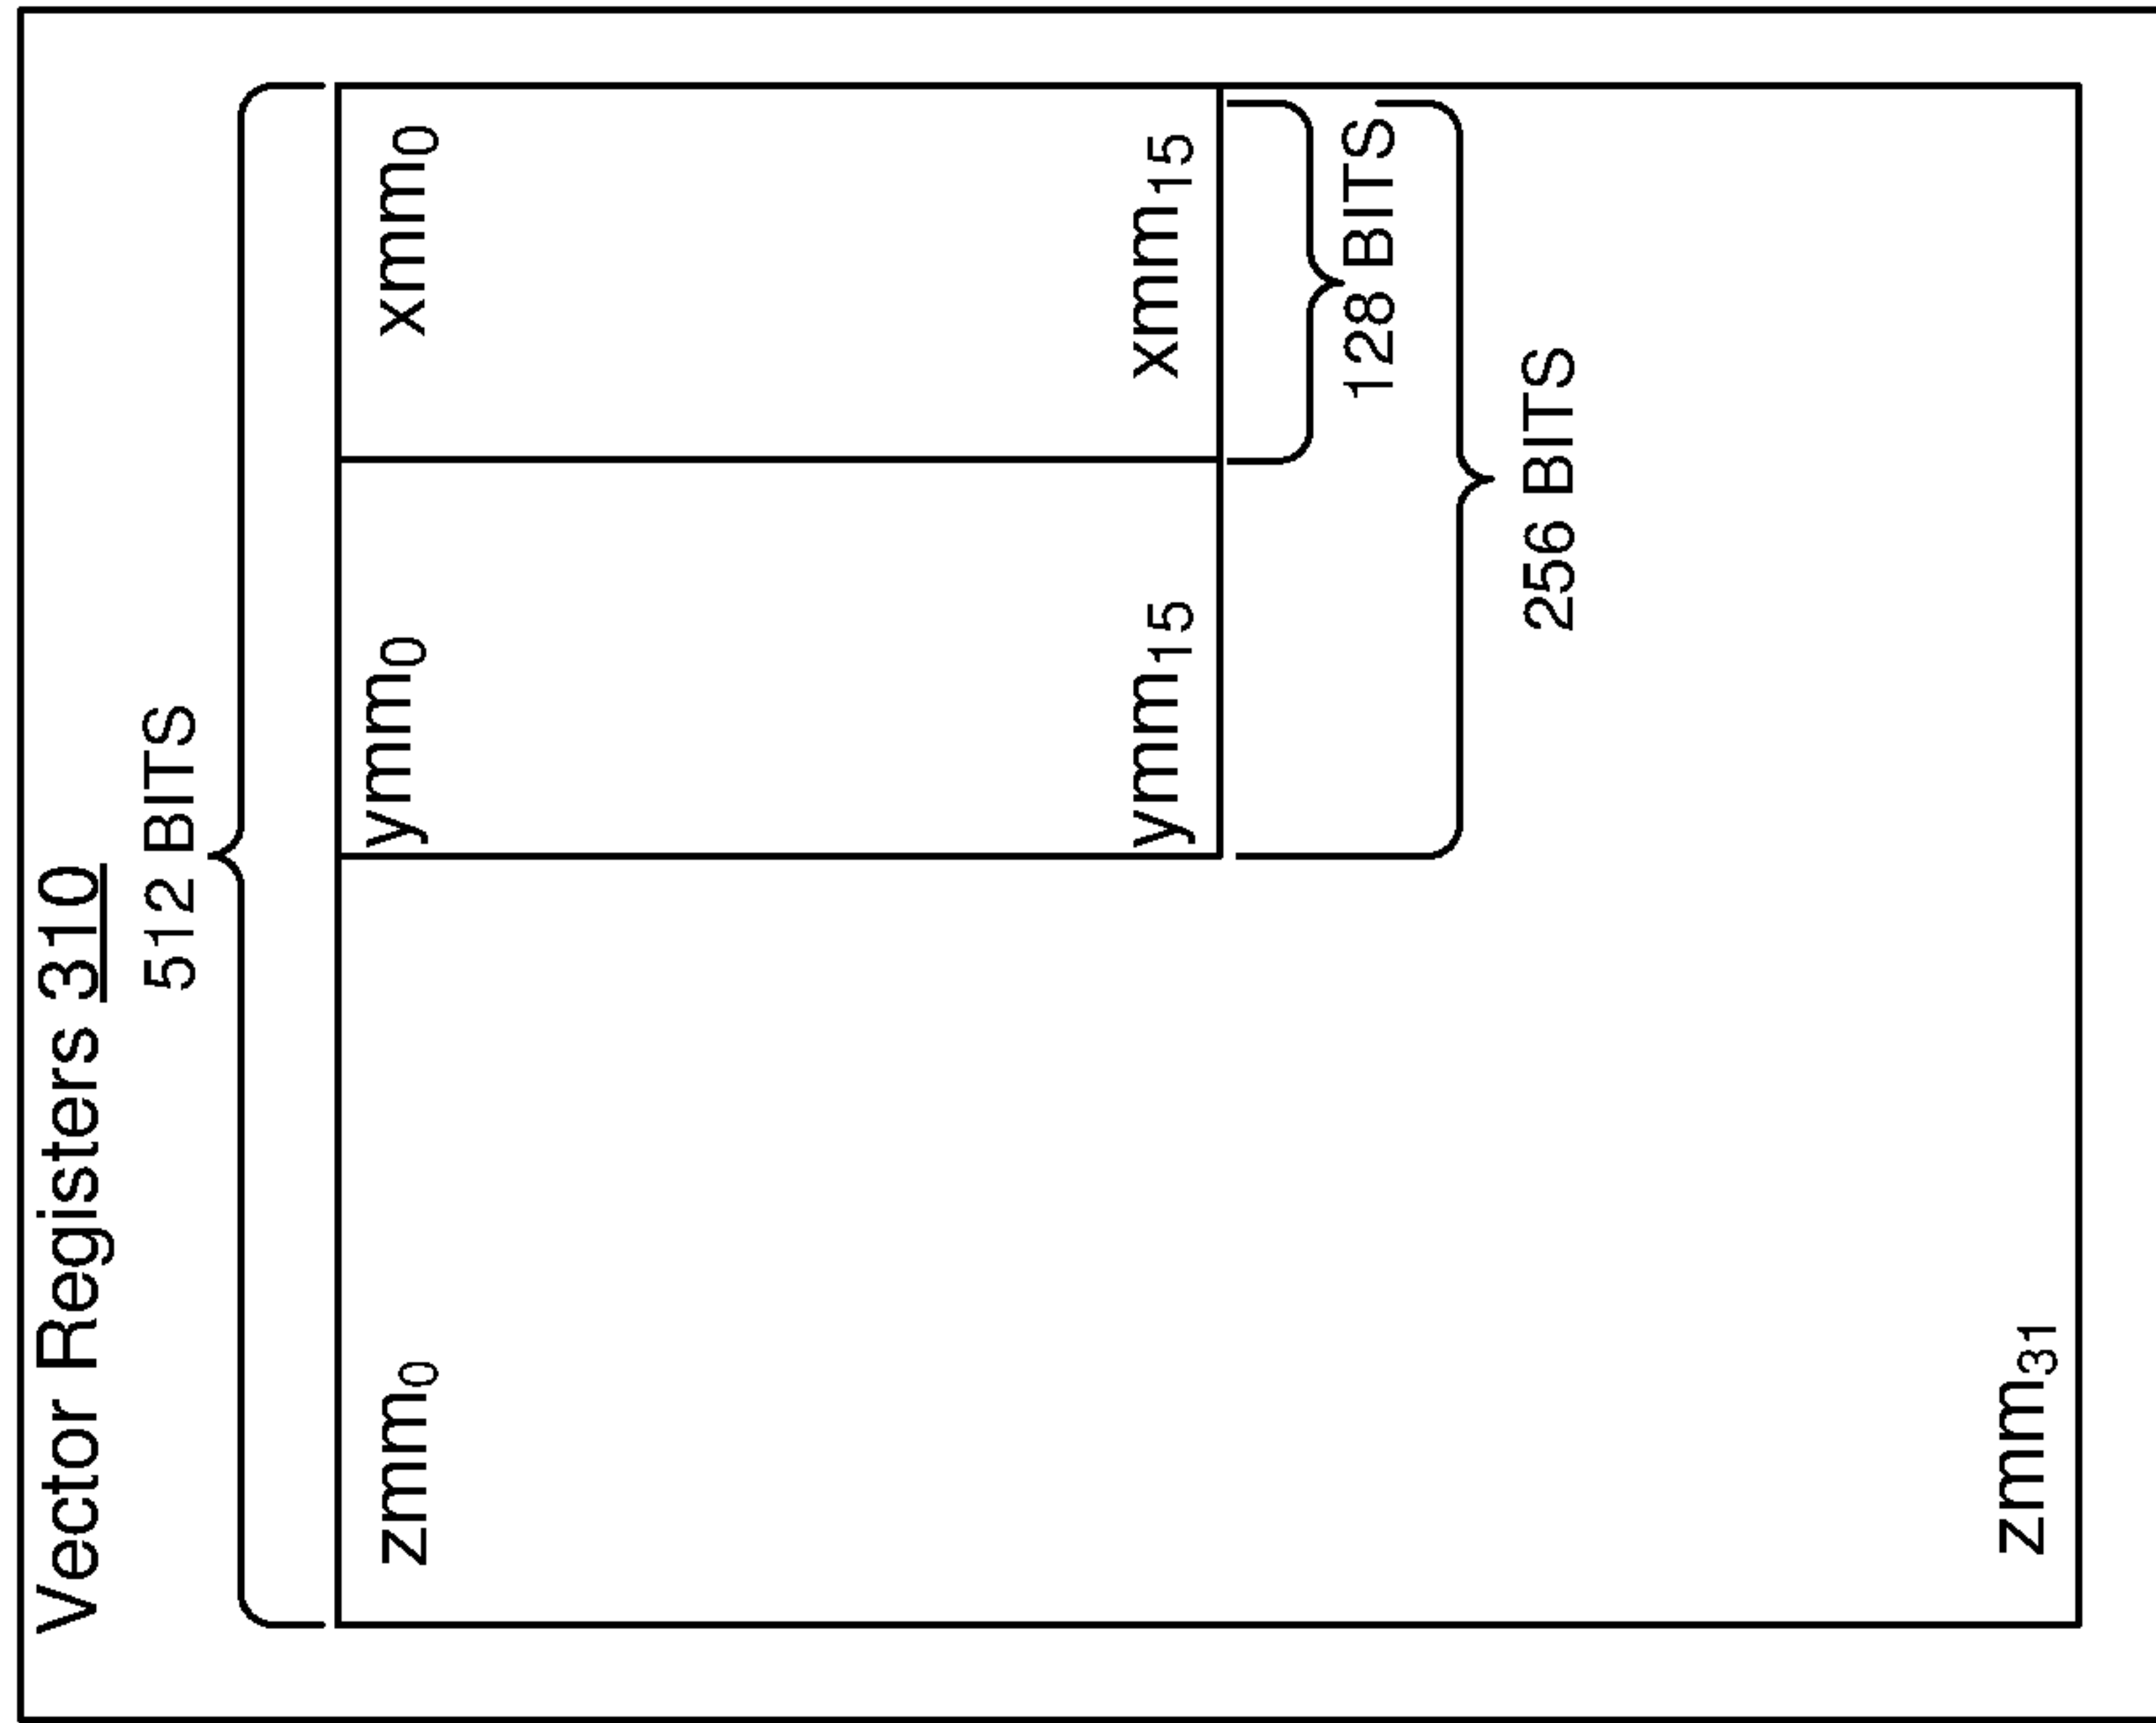 Vector Registers 310
512 BITS
zmm0 ymm0 xmm0
ymm15 xmm15
128 BITS
256 BITS
zmm31